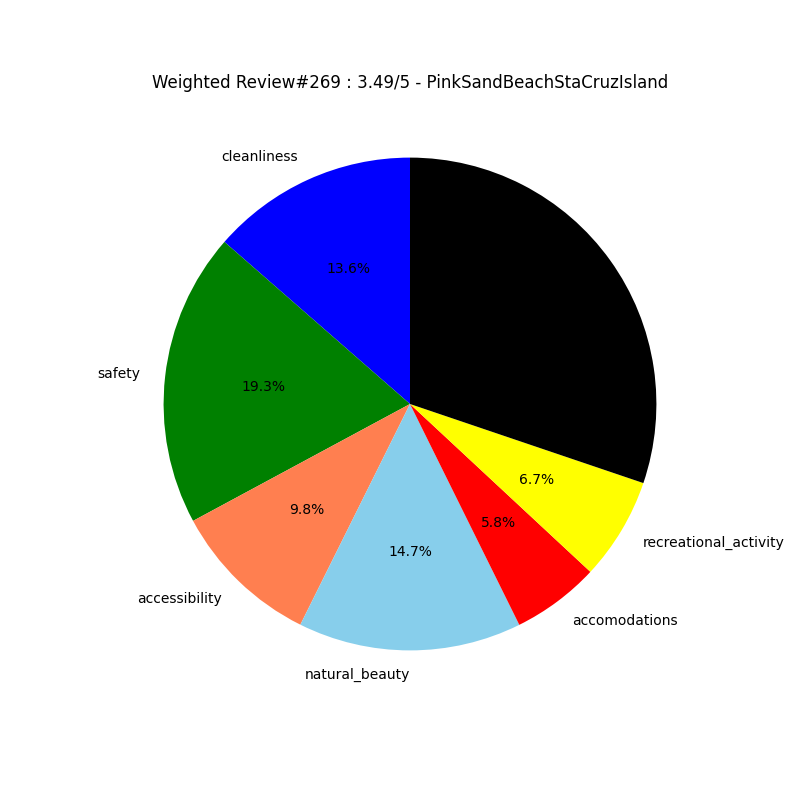 Weighted Review#269 : 3.49/5 - PinkSandBeachStaCruzIsland
cleanliness
13.6%
safety
19.3%
accessibility
9.8%
natural_beauty
14.7%
accomodations
5.8%
recreational_activity
6.7%